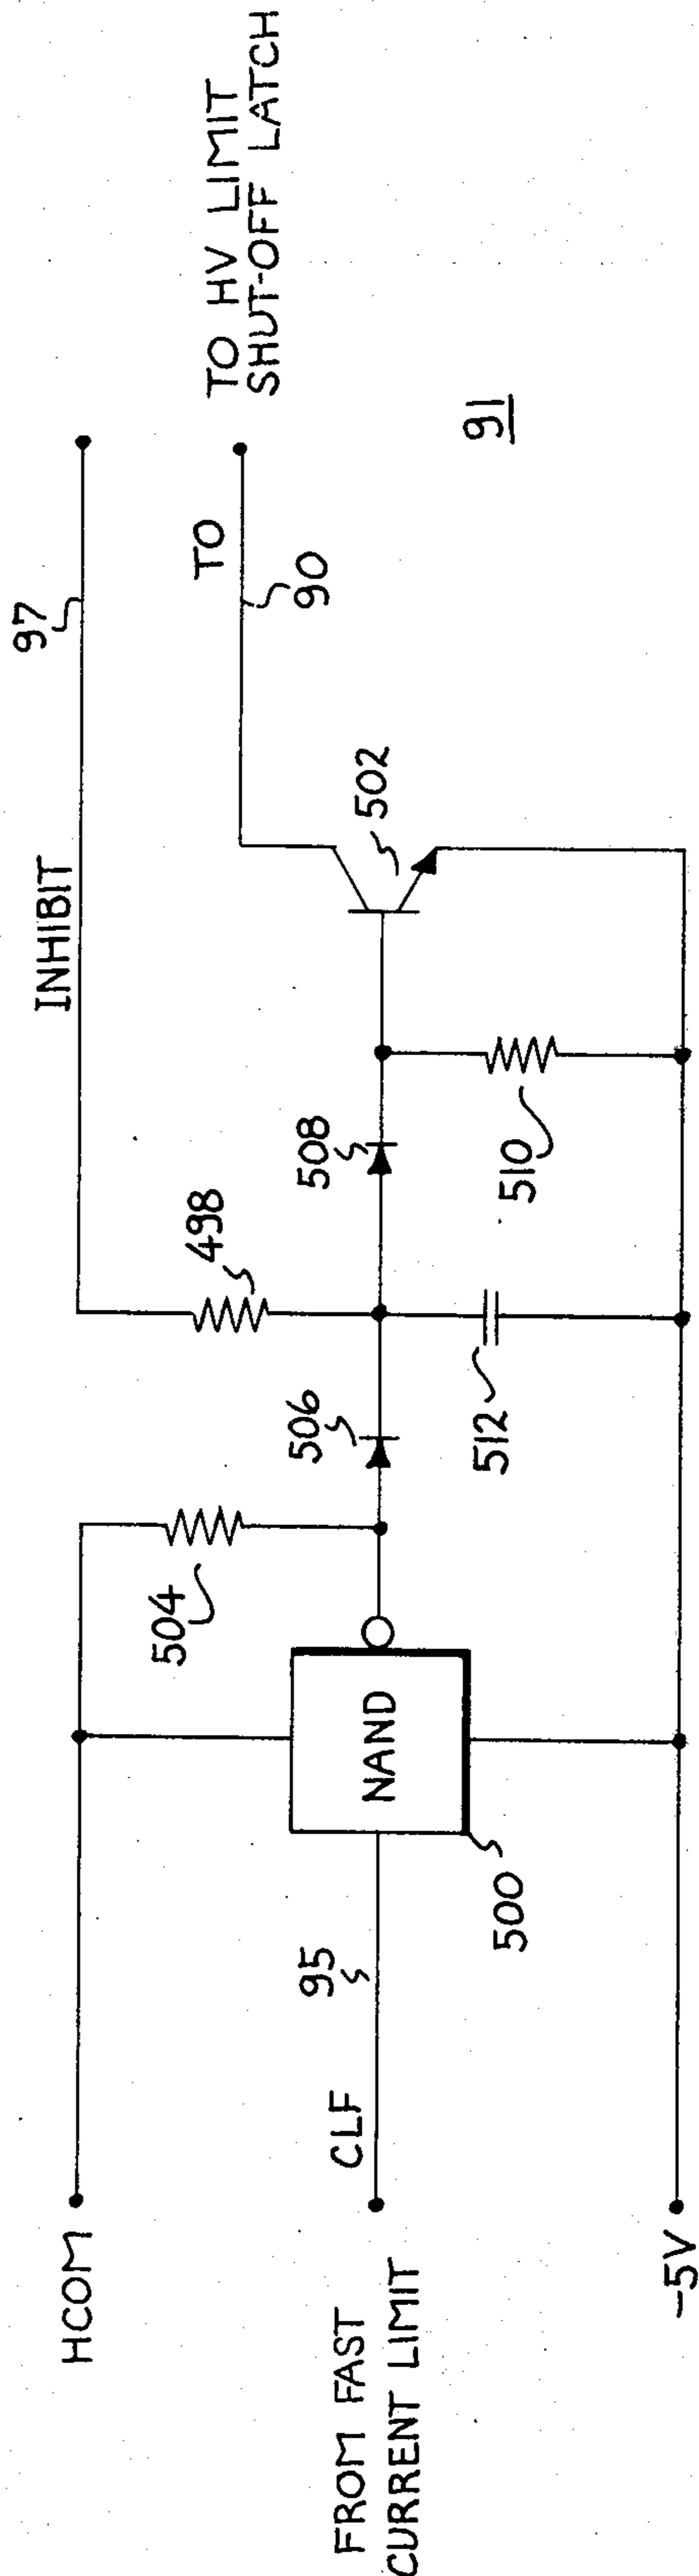 97
INHIBIT
TO HV LIMIT
SHUT-OFF LATCH
TO
90
HCOM
504
498
506
508
502
FROM FAST
CURRENT LIMIT
CLF
95
NAND
500
512
510
91
-5V